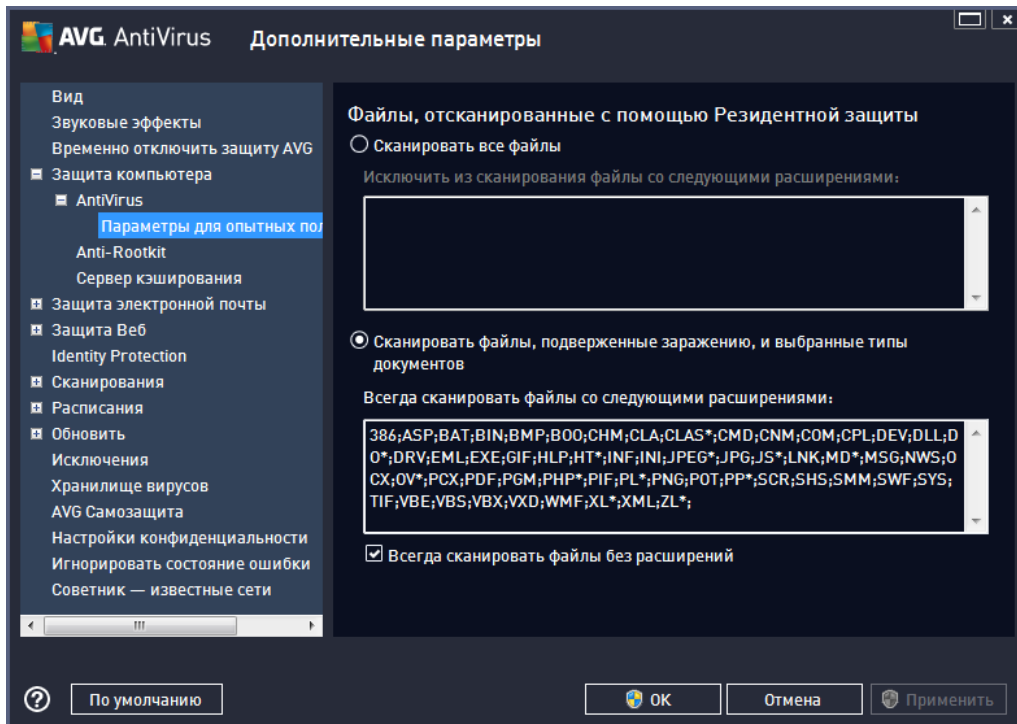 AVG AntiVirus Дополнительные параметры
Вид
Звуковые эффекты
Временно отключить защиту AVG
Защита компьютера
AntiVirus
Параметры для опытных пол
Anti-Rootkit
Сервер кэширования
Защита электронной почты
Защита Веб
Identity Protection
Сканирования
Расписания
Обновить
Исключения
Хранилище вирусов
AVG Самозащита
Настройки конфиденциальности
Игнорировать состояние ошибки
Советник — известные сети
Файлы, отсканированные с помощью Резидентной защиты
Сканировать все файлы
Исключить из сканирования файлы со следующими расширениями:
Сканировать файлы, подверженные заражению, и выбранные типы
документов
Всегда сканировать файлы со следующими расширениями:
386;ASP;BAT;BIN;BMP;BOO;CHM;CLA;CLAS*;CMD;CNM;COM;CPL;DEV;DLL;D
O*;DRV;EML;EXE;GIF;HLP;HT*;INF;INI;JPEG*;JPG;JS*;LNK;MD*;MSG;NWS;O
CX;OV*;PCX;PDF;PGM;PHP*;PIF;PL*;PNG;POT;PP*;SCR;SHS;SMM;SWF;SYS;
TIF;VBE;VBS;VBX;VXD;WMF;XL*;XML;ZL*;
Всегда сканировать файлы без расширений
По умолчанию
OK
Отмена
Применить